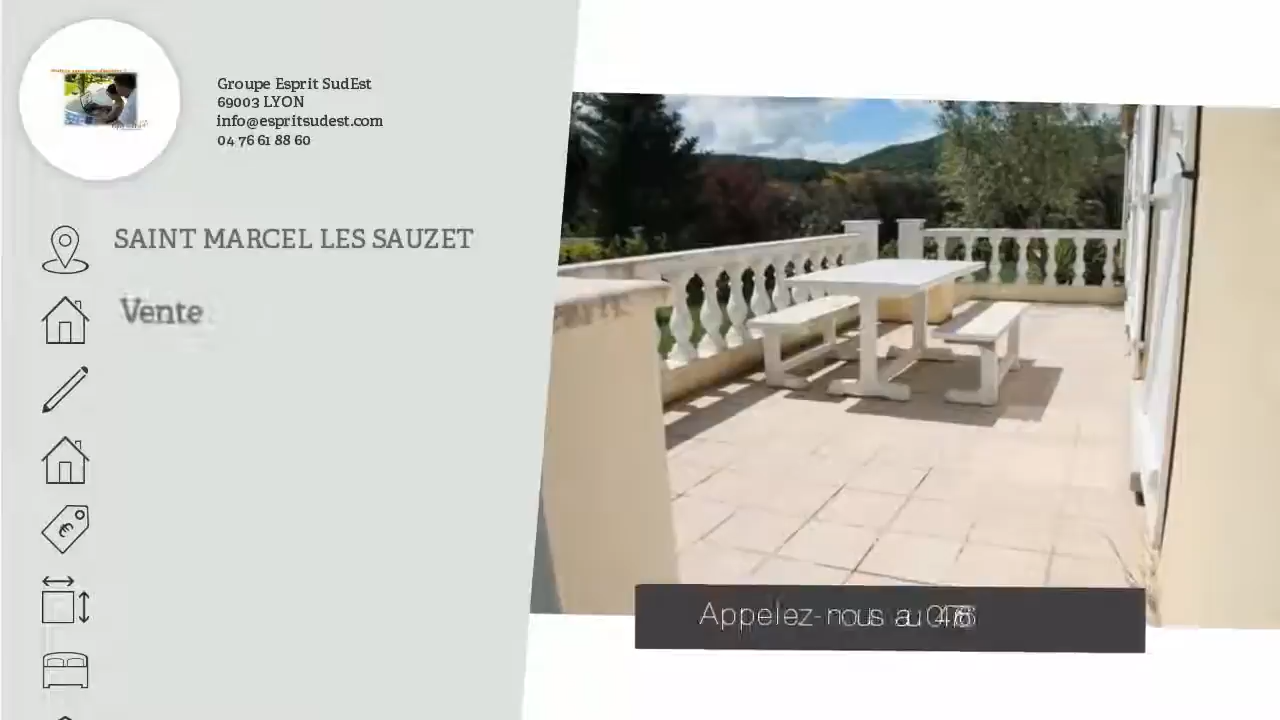 Groupe Esprit SudEst
69003 LYON
info@espritsudest.com
04 76 61 88 60
SAINT MARCEL LES SAUZET
Vente
Appelez-nous au